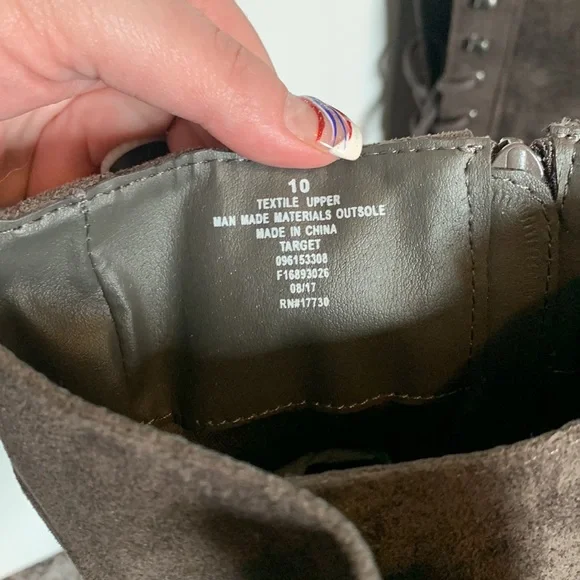 10
TEXTILE UPPER
MAN MADE MATERIALS OUTSOLE
MADE IN CHINA
TARGET
096153308
F16893026
08/17
RN#17730